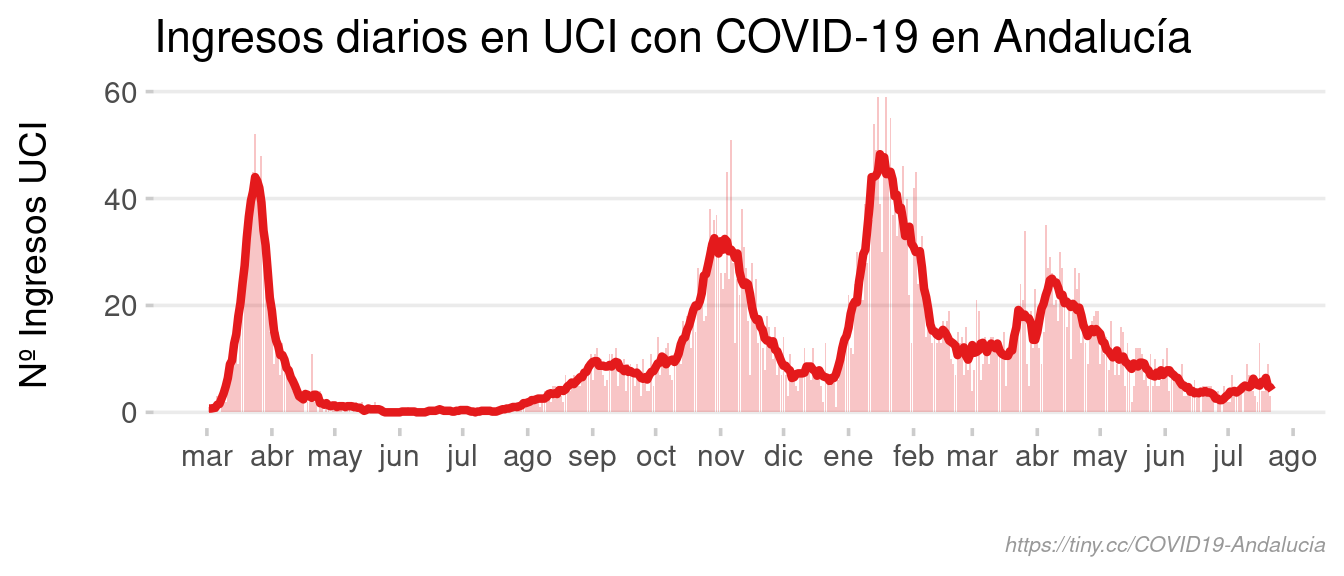 Ingresos diarios en UCI con COVID-19 en Andalucía
Nº Ingresos UCI
60
40
20
0
mar abr may jun jul ago sep oct nov dic ene feb mar abr may jun jul ago
https://tiny.cc/COVID19-Andalucia